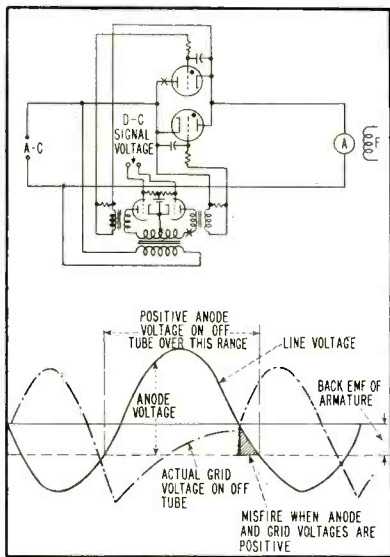 D-C
SIGNAL
VOLTAGE
A-C
A
F
POSITIVE ANODE
VOLTAGE ON OFF
TUBE OVER THIS RANGE
LINE VOLTAGE
ANODE
VOLTAGE
BACK EMF OF
ARMATURE
ACTUAL GRID
VOLTAGE ON OFF
TUBE
MISFIRE WHEN ANODE
AND GRID VOLTAGES ARE
POSITIVE